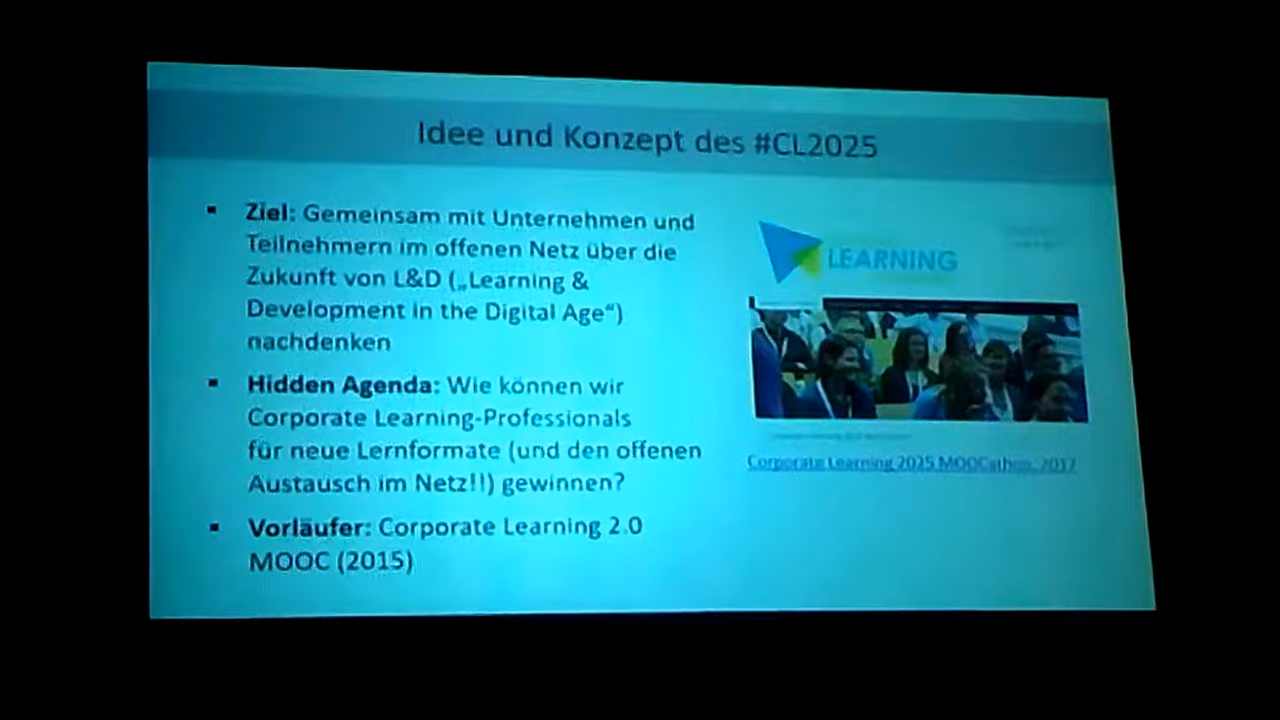 Idee und Konzept des #CL2025
▪ Ziel: Gemeinsam mit Unternehmen und
Teilnehmern im offenen Netz über die
Zukunft von L&D („Learning &
Development in the Digital Age“)
nachdenken
▪ Hidden Agenda: Wie können wir
Corporate Learning-Professionals
für neue Lernformate (und den offenen
Austausch im Netz!!) gewinnen?
▪ Vorläufer: Corporate Learning 2.0
MOOC (2015)
LEARNING
Corporate Learning 2025 MOOCathon, 2017